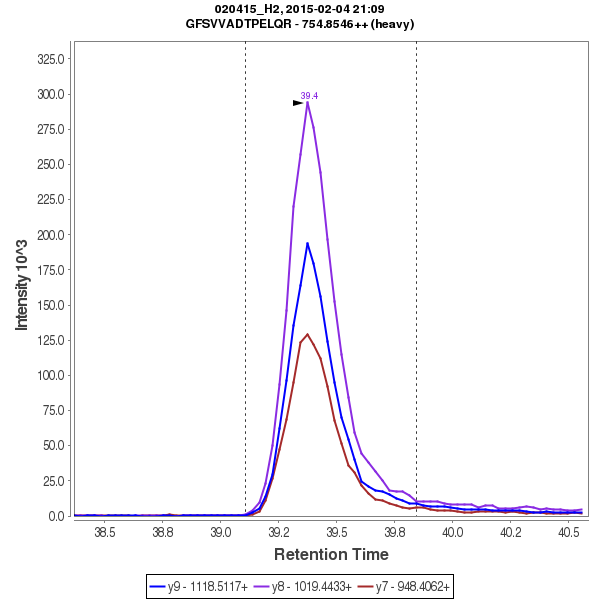 020415_H2, 2015-02-04 21:09
GFSVVADTPELQR - 754.8546++ (heavy)
39.4
Intensity 10^3
325.0
300.0
275.0
250.0
225.0
200.0
175.0
150.0
125.0
100.0
75.0
50.0
25.0
0.0
38.5 38.8 39.0 39.2 39.5 39.8 40.0 40.2 40.5
Retention Time
y9 - 1118.5117+ y8 - 1019.4433+ y7 - 948.4062+